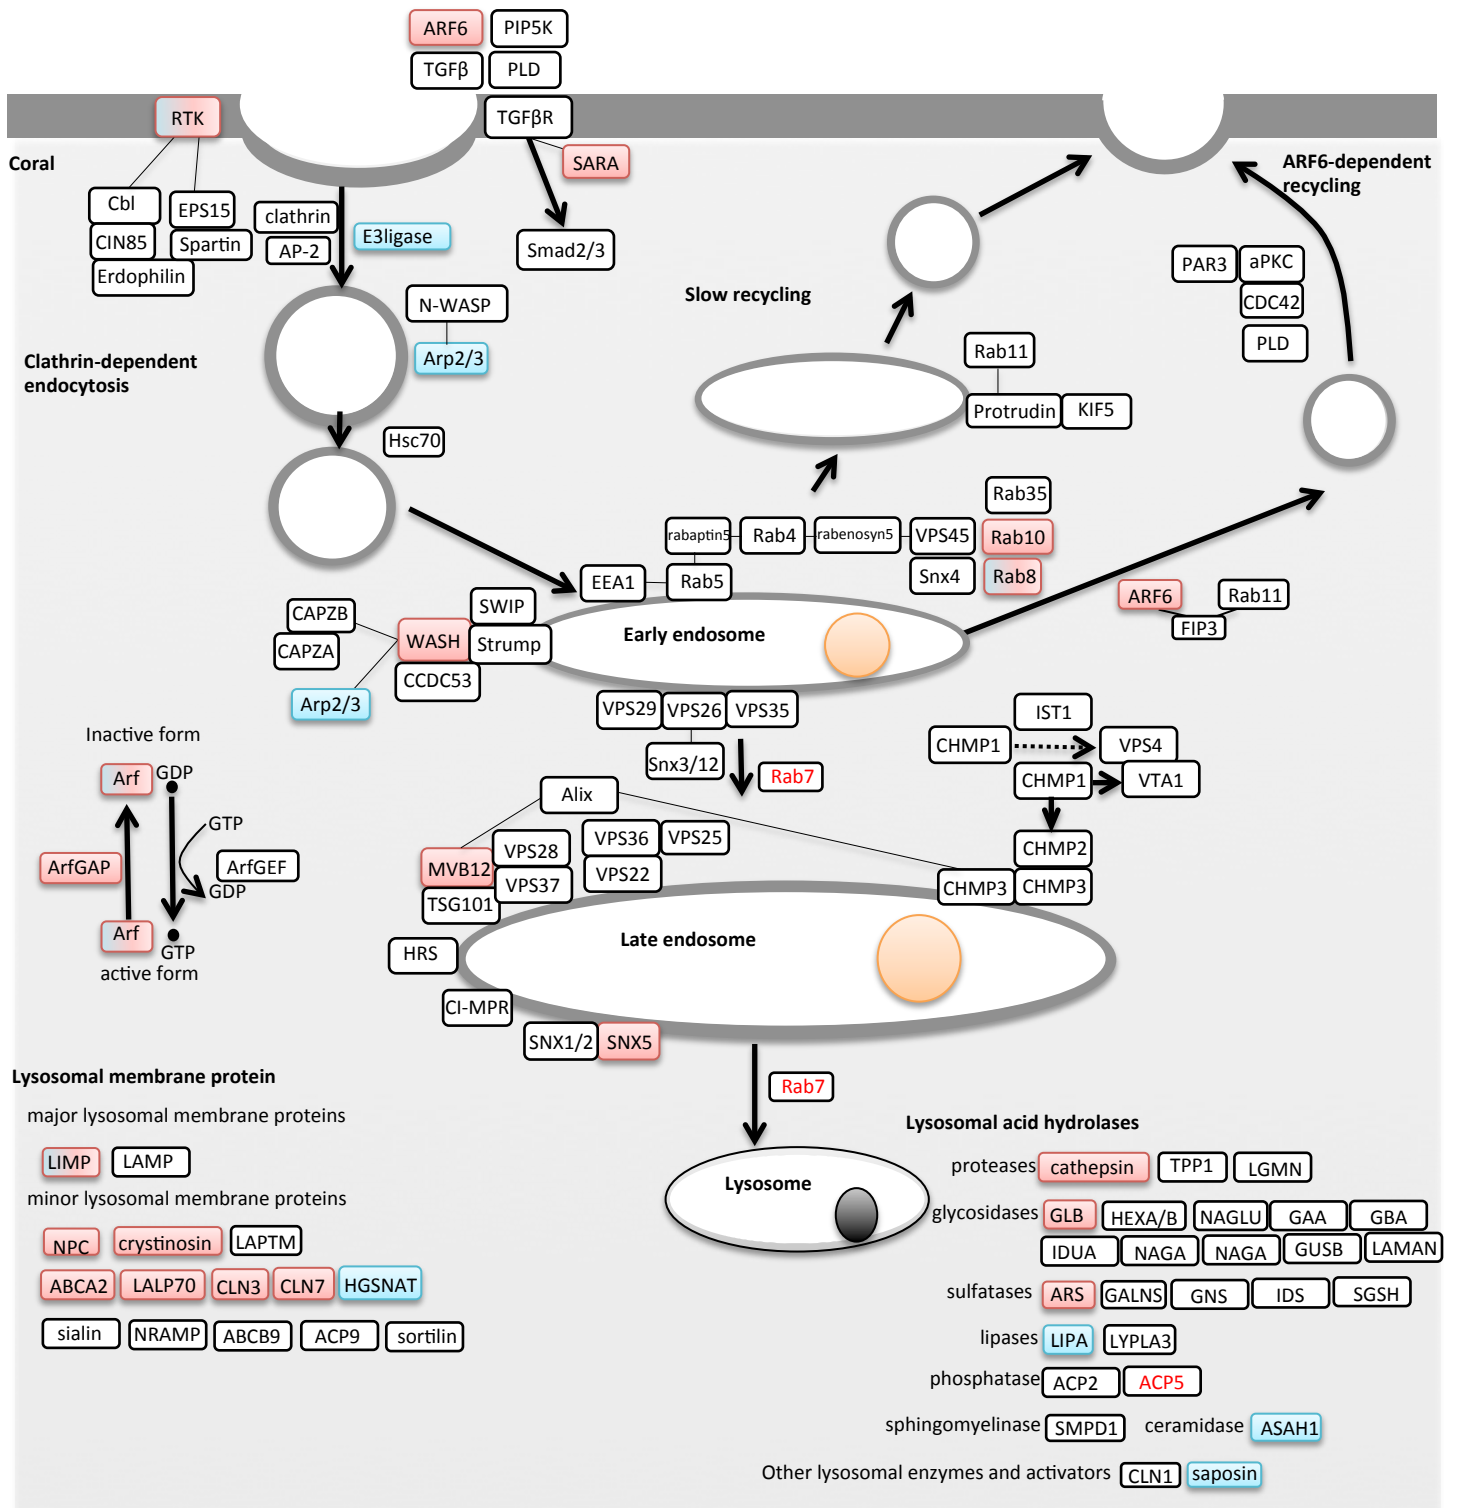 ARF6 PIP5K
TGFβ PLD
RTK TGFβR
SARA
Coral
ARF6-dependent
recycling
Cbl EPS15 clathrin E3ligase
CIN85 Spartin AP-2
Erdophilin
Smad2/3
PAR3 aPKC
CDC42
PLD
Slow recycling
N-WASP
Arp2/3
Clathrin-dependent
endocytosis
Rab11
Protrudin KIF5
Hsc70
Rab35
rabaptin5 Rab4 rabenosyn5 VPS45 Rab10
EEA1 Rab5 Snx4 Rab8
ARF6 Rab11
FIP3
CAPZB SWIP
CAPZA WASH Strump
CCDC53
Arp2/3
Early endosome
VPS29 VPS26 VPS35
Snx3/12 Rab7
IST1
CHMP1 VPS4
CHMP1 VTA1
CHMP2
CHMP3 CHMP3
Inactive form
Arf GDP
GTP
ArfGAP ArfGEF
GDP
Arf
GTP
active form
Alix
VPS28 VPS36 VPS25
MVB12 VPS37 VPS22
TSG101
HRS
Late endosome
CI-MPR
SNX1/2 SNX5
Rab7
Lysosome
Lysosomal membrane protein
major lysosomal membrane proteins
LIMP LAMP
minor lysosomal membrane proteins
NPC crystinosin LAPTM
ABCA2 LALP70 CLN3 CLN7 HGSNAT
sialin NRAMP ABCB9 ACP9 sortilin
Lysosomal acid hydrolases
proteases cathepsin TPP1 LGMN
glycosidases GLB HEXA/B NAGLU GAA GBA
IDUA NAGA NAGA GUSB LAMAN
sulfatases ARS GALNS GNS IDS SGSH
lipases LIPA LYPLA3
phosphatase ACP2 ACP5
sphingomyelinase SMPD1 ceramidase ASAH1
Other lysosomal enzymes and activators CLN1 saposin